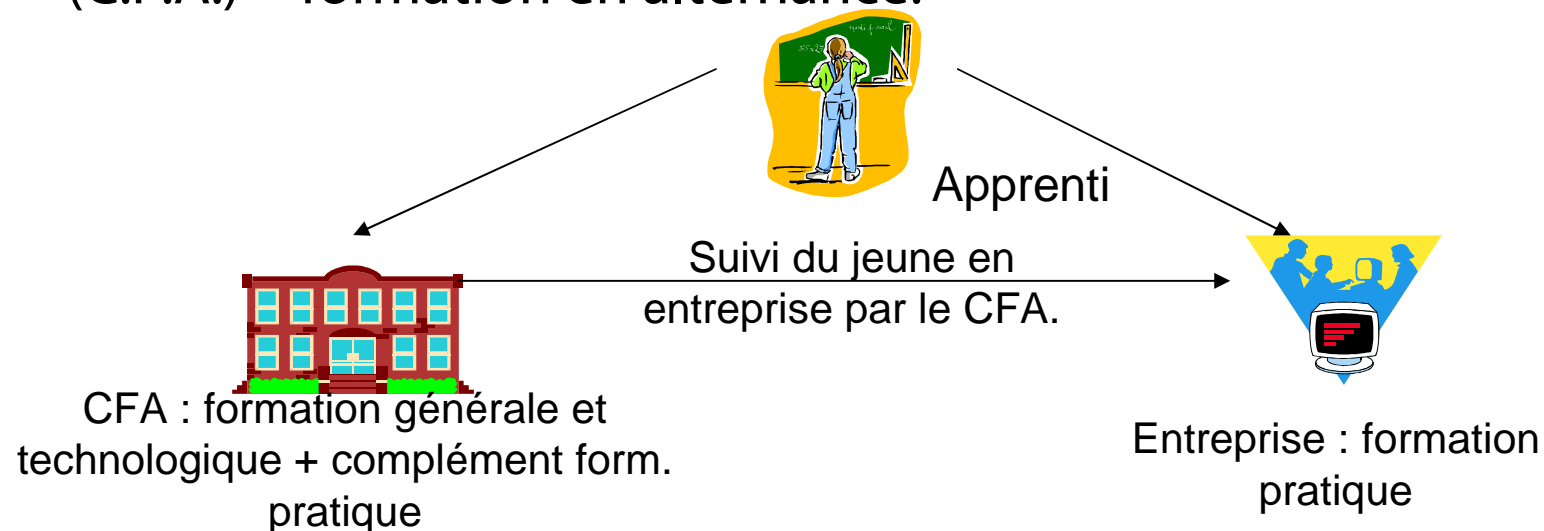 formation en alternance.
Apprenti
Suivi du jeune en
entreprise par le CFA.
CFA : formation générale et
technologique + complément form.
pratique
Entreprise : formation
pratique